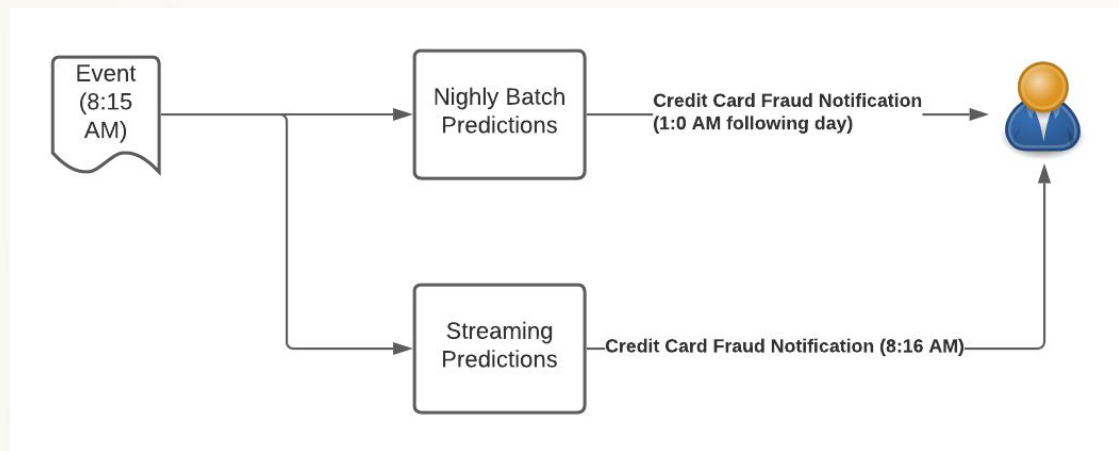 Event
(8:15
AM)
Nighly Batch
Predictions
Credit Card Fraud Notification
(1:0 AM following day)
Streaming
Predictions
Credit Card Fraud Notification (8:16 AM)